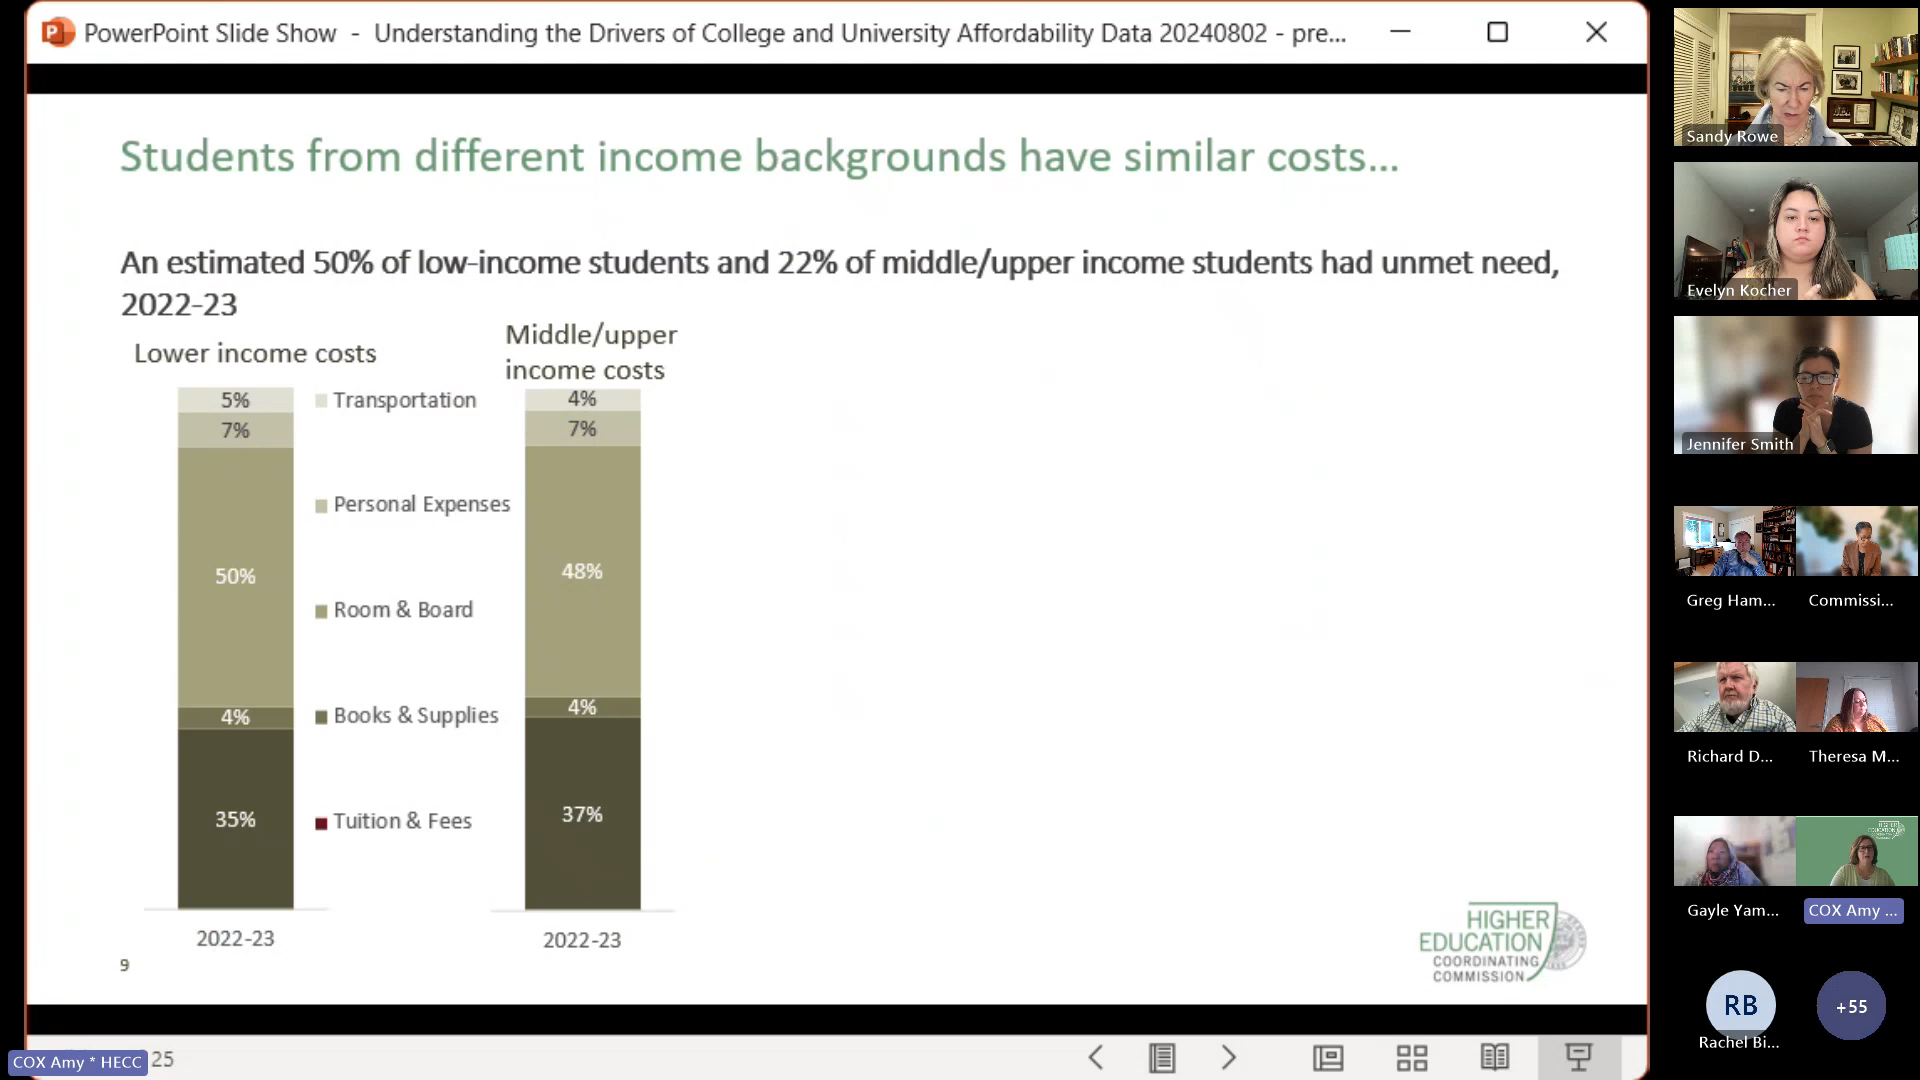 PowerPoint Slide Show - Understanding the Drivers of College and University Affordability Data 20240802 - pre...
Students from different income backgrounds have similar costs...
An estimated 50% of low-income students and 22% of middle/upper income students had unmet need,
2022-23
Lower income costs
5%
7%
50%
4%
35%
2022-23
Transportation
Personal Expenses
Room & Board
Books & Supplies
Tuition & Fees
Middle/upper
income costs
4%
7%
48%
4%
37%
2022-23
9
HIGHER
EDUCATION
COORDINATING
COMMISSION
COX Amy * HECC
25
Sandy Rowe
Evelyn Kocher
Jennifer Smith
Greg Ham...
Commissi...
Richard D...
Theresa M...
Gayle Yam...
HIGHER
EDUCATION
COX Amy ...
RB
Rachel Bi...
+55